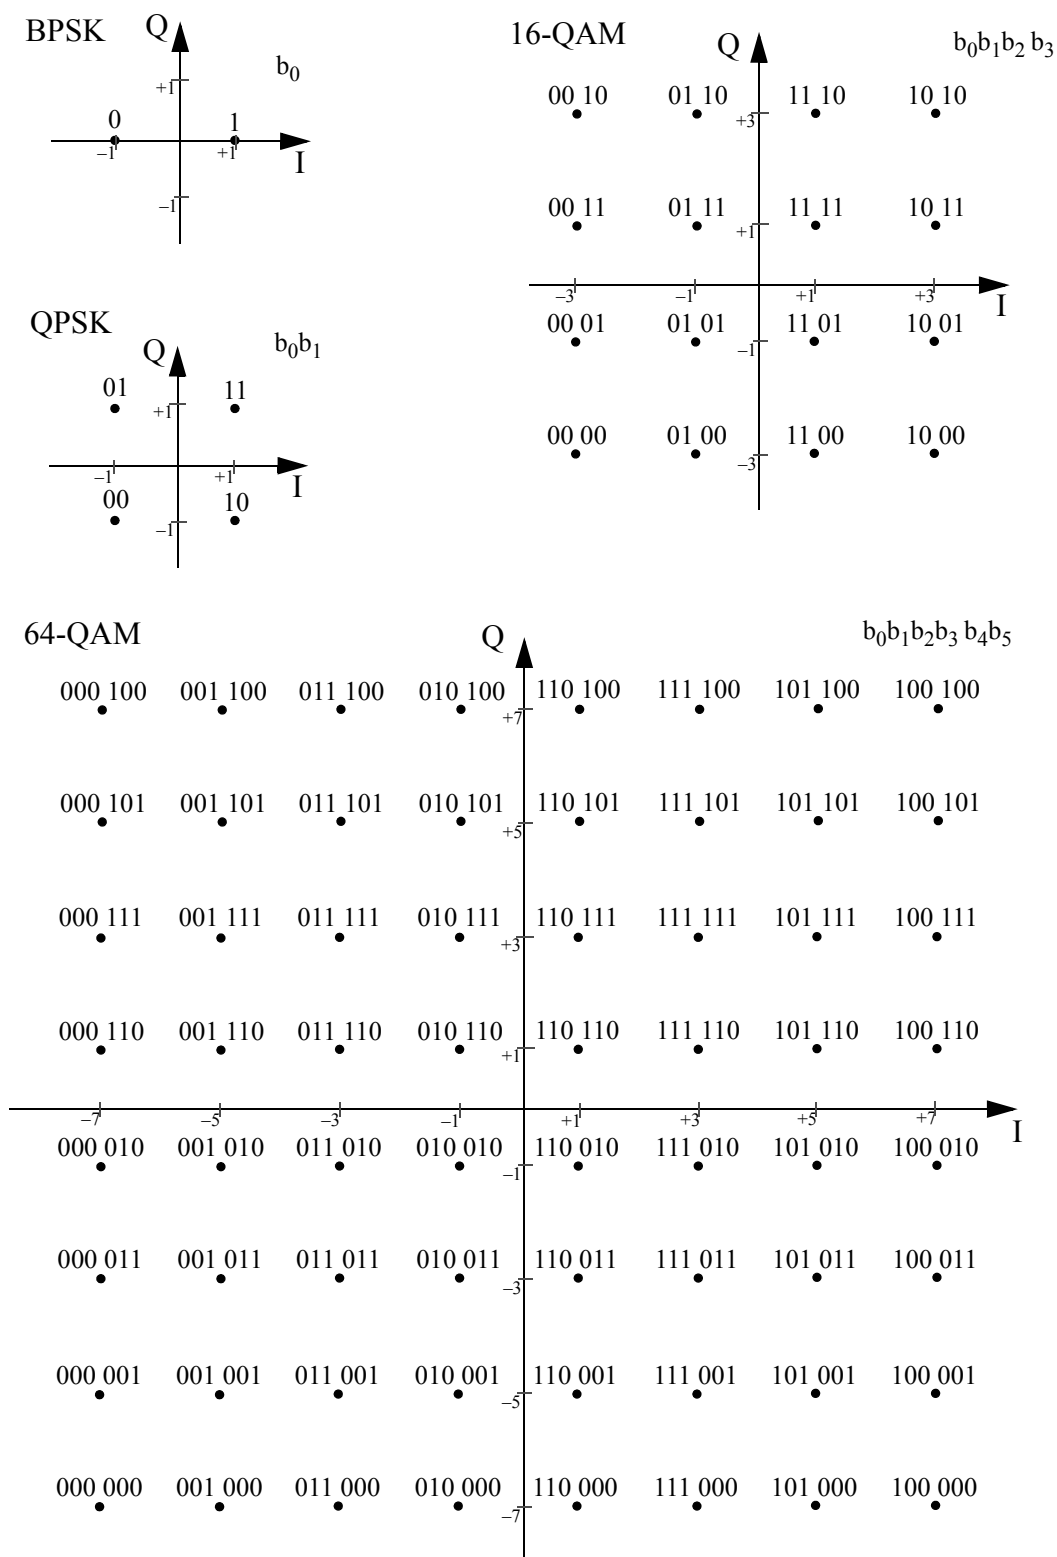 BPSK
Q
b0
+1
0 1
–1 +1
I
–1
16-QAM
Q
b0b1b2 b3
00 10 01 10 11 10 10 10
+3
00 11 01 11 11 11 10 11
+1
–3 –1 +1 +3
I
00 01 01 01 11 01 10 01
–1
00 00 01 00 11 00 10 00
–3
QPSK
Q
b0b1
01 11
+1
–1 +1
I
00 10
–1
64-QAM
Q
b0b1b2b3 b4b5
000 100 001 100 011 100 010 100 110 100 111 100 101 100 100 100
+7
000 101 001 101 011 101 010 101 110 101 111 101 101 101 100 101
+5
000 111 001 111 011 111 010 111 110 111 111 111 101 111 100 111
+3
000 110 001 110 011 110 010 110 110 110 111 110 101 110 100 110
+1
–7 –5 –3 –1 +1 +3 +5 +7
I
000 010 001 010 011 010 010 010 110 010 111 010 101 010 100 010
–1
000 011 001 011 011 011 010 011 110 011 111 011 101 011 100 011
–3
000 001 001 001 011 001 010 001 110 001 111 001 101 001 100 001
–5
000 000 001 000 011 000 010 000 110 000 111 000 101 000 100 000
–7